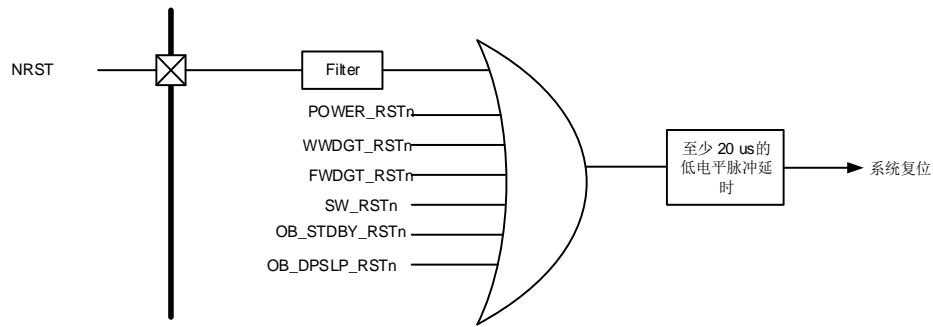 NRST
Filter
POWER_RSTn
WWDGT_RSTn
FWDGT_RSTn
SW_RSTn
OB_STDBY_RSTn
OB_DPSLP_RSTn
至少 20 us的
低电平脉冲延
时
系统复位